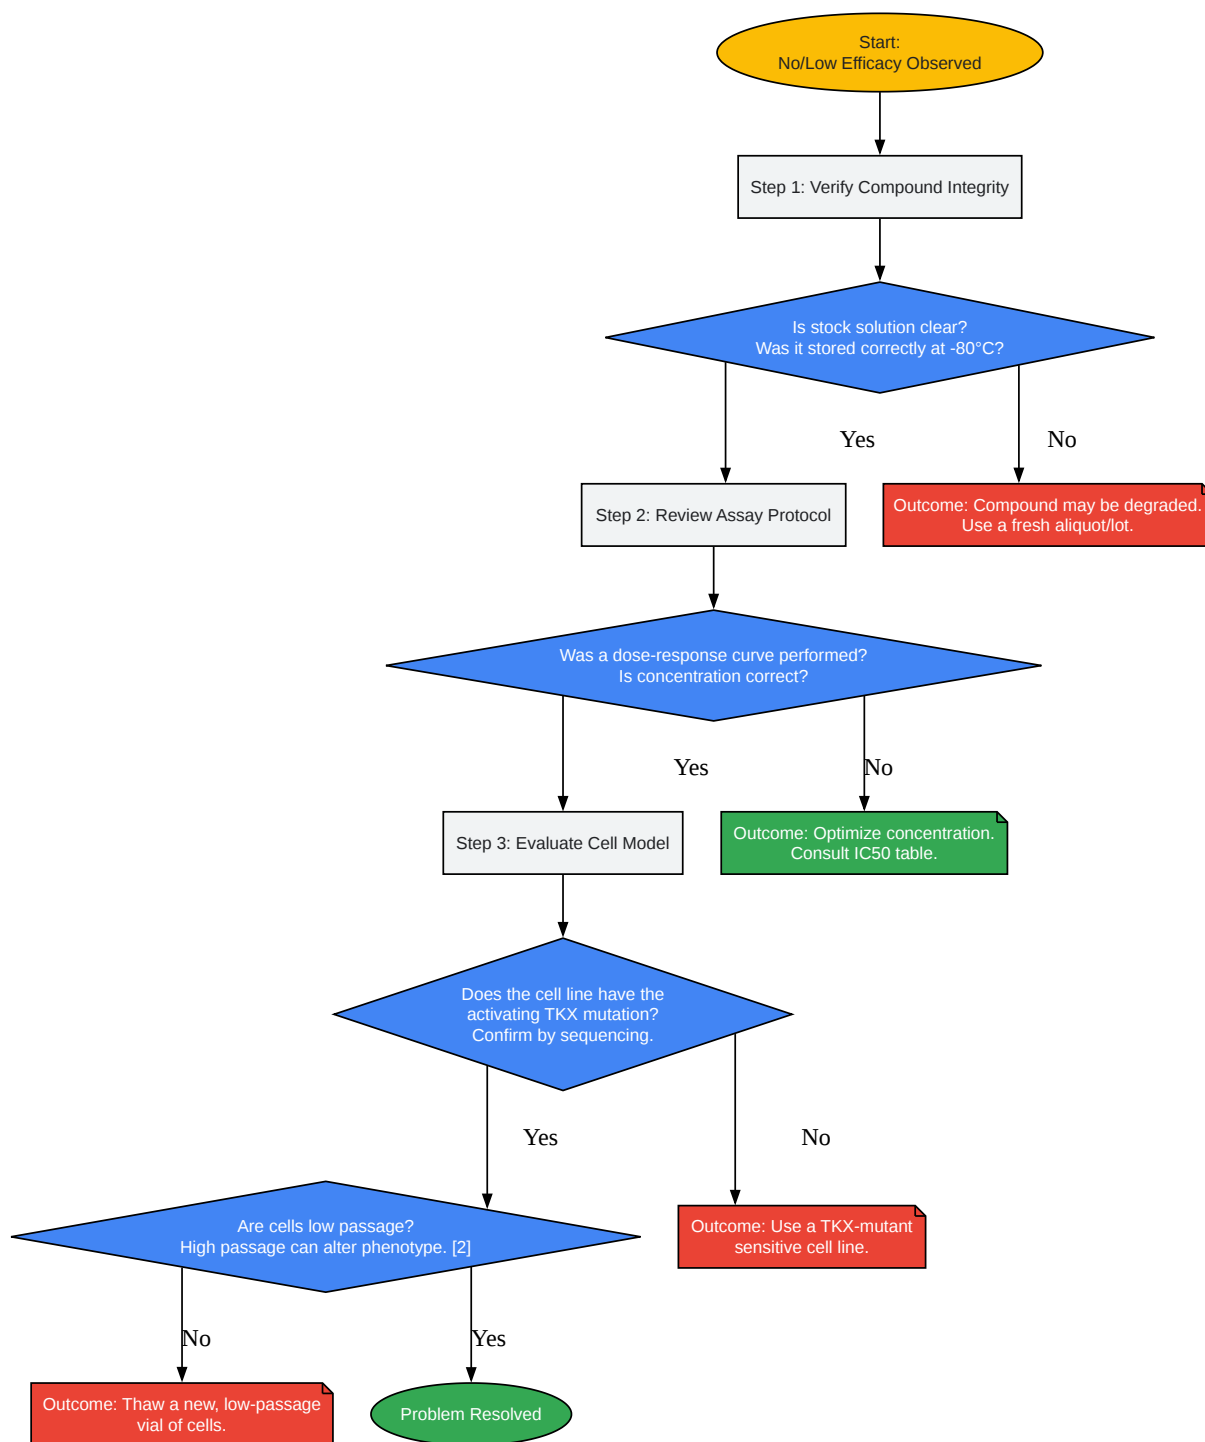 Start:
No/Low Efficacy Observed
Step 1: Verify Compound Integrity
Is stock solution clear?
Was it stored correctly at -80°C?
Yes
No
Step 2: Review Assay Protocol
Outcome: Compound may be degraded.
Use a fresh aliquot/lot.
Was a dose-response curve performed?
Is concentration correct?
Yes
No
Step 3: Evaluate Cell Model
Outcome: Optimize concentration.
Consult IC50 table.
Does the cell line have the
activating TKX mutation?
Confirm by sequencing.
Yes
No
Are cells low passage?
High passage can alter phenotype. [2]
Outcome: Use a TKX-mutant
sensitive cell line.
No
Yes
Outcome: Thaw a new, low-passage
vial of cells.
Problem Resolved